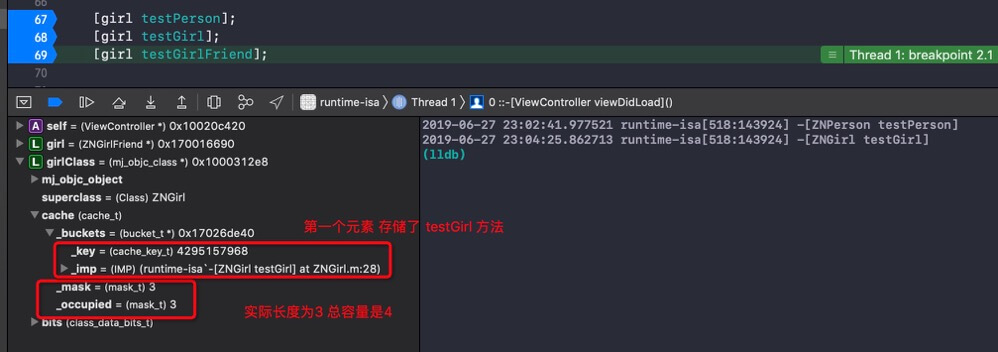 66
67 [girl testPerson];
68 [girl testGirl];
69 [girl testGirlFriend];
Thread 1: breakpoint 2.1
70
runtime-isa 〉 Thread 1 〉 0 ::-[ViewController viewDidLoad]()
A self = (ViewController *) 0x10020c420
L girl = (ZNGirlFriend *) 0x170016690
L girlClass = (mj_objc_class *) 0x1000312e8
mj_objc_object
superclass = (Class) ZNGirl
cache (cache_t)
_buckets = (bucket_t *) 0x17026de40
_key = (cache_key_t) 4295157968
_imp = (IMP) (runtime-isa`-[ZNGirl testGirl] at ZNGirl.m:28)
_mask = (mask_t) 3
_occupied = (mask_t) 3
bits (class_data_bits_t)
第一个元素 存储了 testGirl 方法
实际长度为3 总容量是4
2019-06-27 23:02:41.977521 runtime-isa[518:143924] -[ZNPerson testPerson]
2019-06-27 23:04:25.862713 runtime-isa[518:143924] -[ZNGirl testGirl]
(lldb)